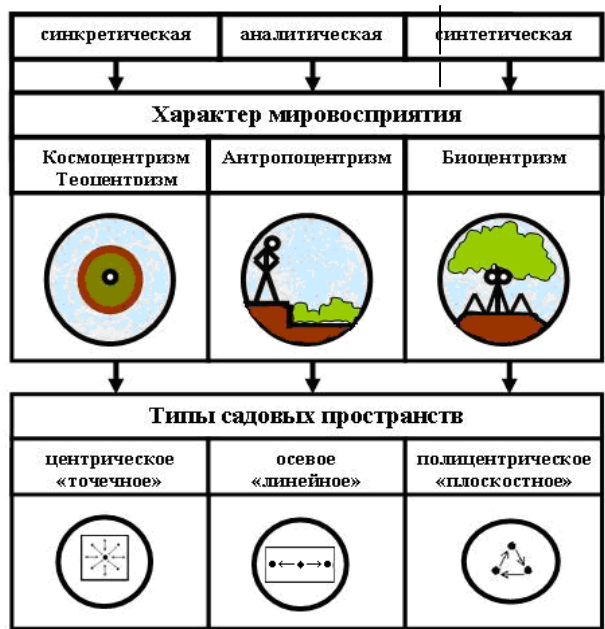 синкретическая аналитическая синтетическая
Характер мировосприятия
Космоцентризм Антропоцентризм Биоцентризм
Теоцентризм
Типы садовых пространств
центрическое осевое полицентрическое
«точечное» «линейное» «плоскостное»